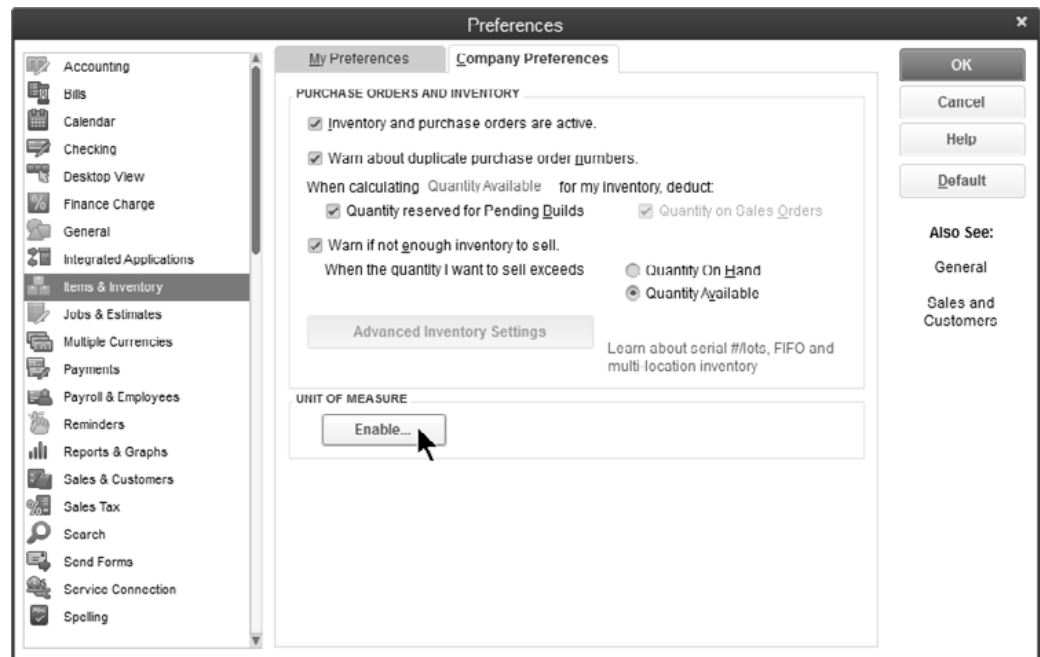 Preferences
Accounting
Bills
Calendar
Checking
Desktop View
Finance Charge
General
Integrated Applications
Items & Inventory
Jobs & Estimates
Multiple Currencies
Payments
Payroll & Employees
Reminders
Reports & Graphs
Sales & Customers
Sales Tax
Search
Send Forms
Service Connection
Spelling
My Preferences
Company Preferences
PURCHASE ORDERS AND INVENTORY
Inventory and purchase orders are active.
Warn about duplicate purchase order numbers.
When calculating Quantity Available for my inventory, deduct:
Quantity reserved for Pending Builds Quantity on Sales Orders
Warn if not enough inventory to sell.
When the quantity I want to sell exceeds Quantity On Hand
Quantity Available
Advanced Inventory Settings
Learn about serial #/lots, FIFO and
multi-location inventory
UNIT OF MEASURE
Enable...
OK
Cancel
Help
Default
Also See:
General
Sales and
Customers